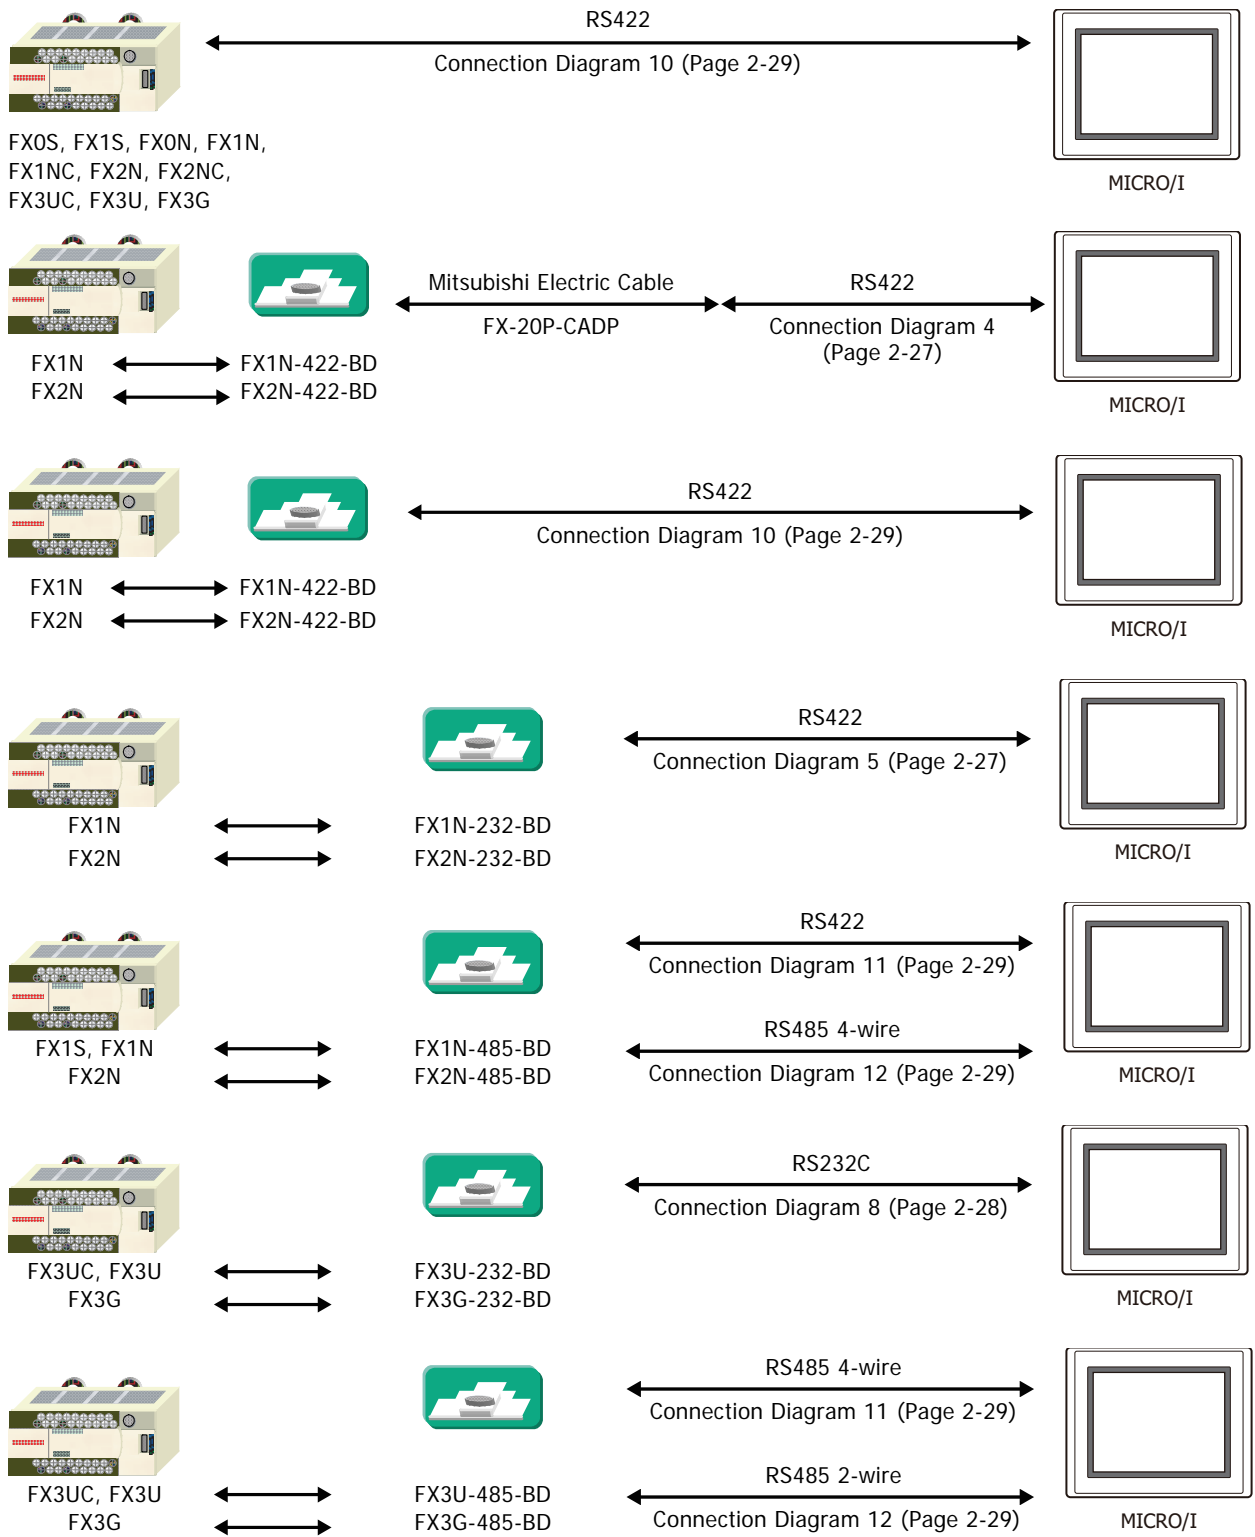 RS422
Connection Diagram 10 (Page 2-29)
FX0S, FX1S, FX0N, FX1N,
FX1NC, FX2N, FX2NC,
FX3UC, FX3U, FX3G
MICRO/I
Mitsubishi Electric Cable
FX-20P-CADP
RS422
Connection Diagram 4
(Page 2-27)
FX1N
FX1N-422-BD
FX2N
FX2N-422-BD
MICRO/I
RS422
Connection Diagram 10 (Page 2-29)
FX1N
FX1N-422-BD
FX2N
FX2N-422-BD
MICRO/I
RS422
Connection Diagram 5 (Page 2-27)
FX1N
FX1N-232-BD
FX2N
FX2N-232-BD
MICRO/I
RS422
Connection Diagram 11 (Page 2-29)
RS485 4-wire
Connection Diagram 12 (Page 2-29)
FX1S, FX1N
FX1N-485-BD
FX2N
FX2N-485-BD
MICRO/I
RS232C
Connection Diagram 8 (Page 2-28)
FX3UC, FX3U
FX3U-232-BD
FX3G
FX3G-232-BD
MICRO/I
RS485 4-wire
Connection Diagram 11 (Page 2-29)
RS485 2-wire
Connection Diagram 12 (Page 2-29)
FX3UC, FX3U
FX3U-485-BD
FX3G
FX3G-485-BD
MICRO/I